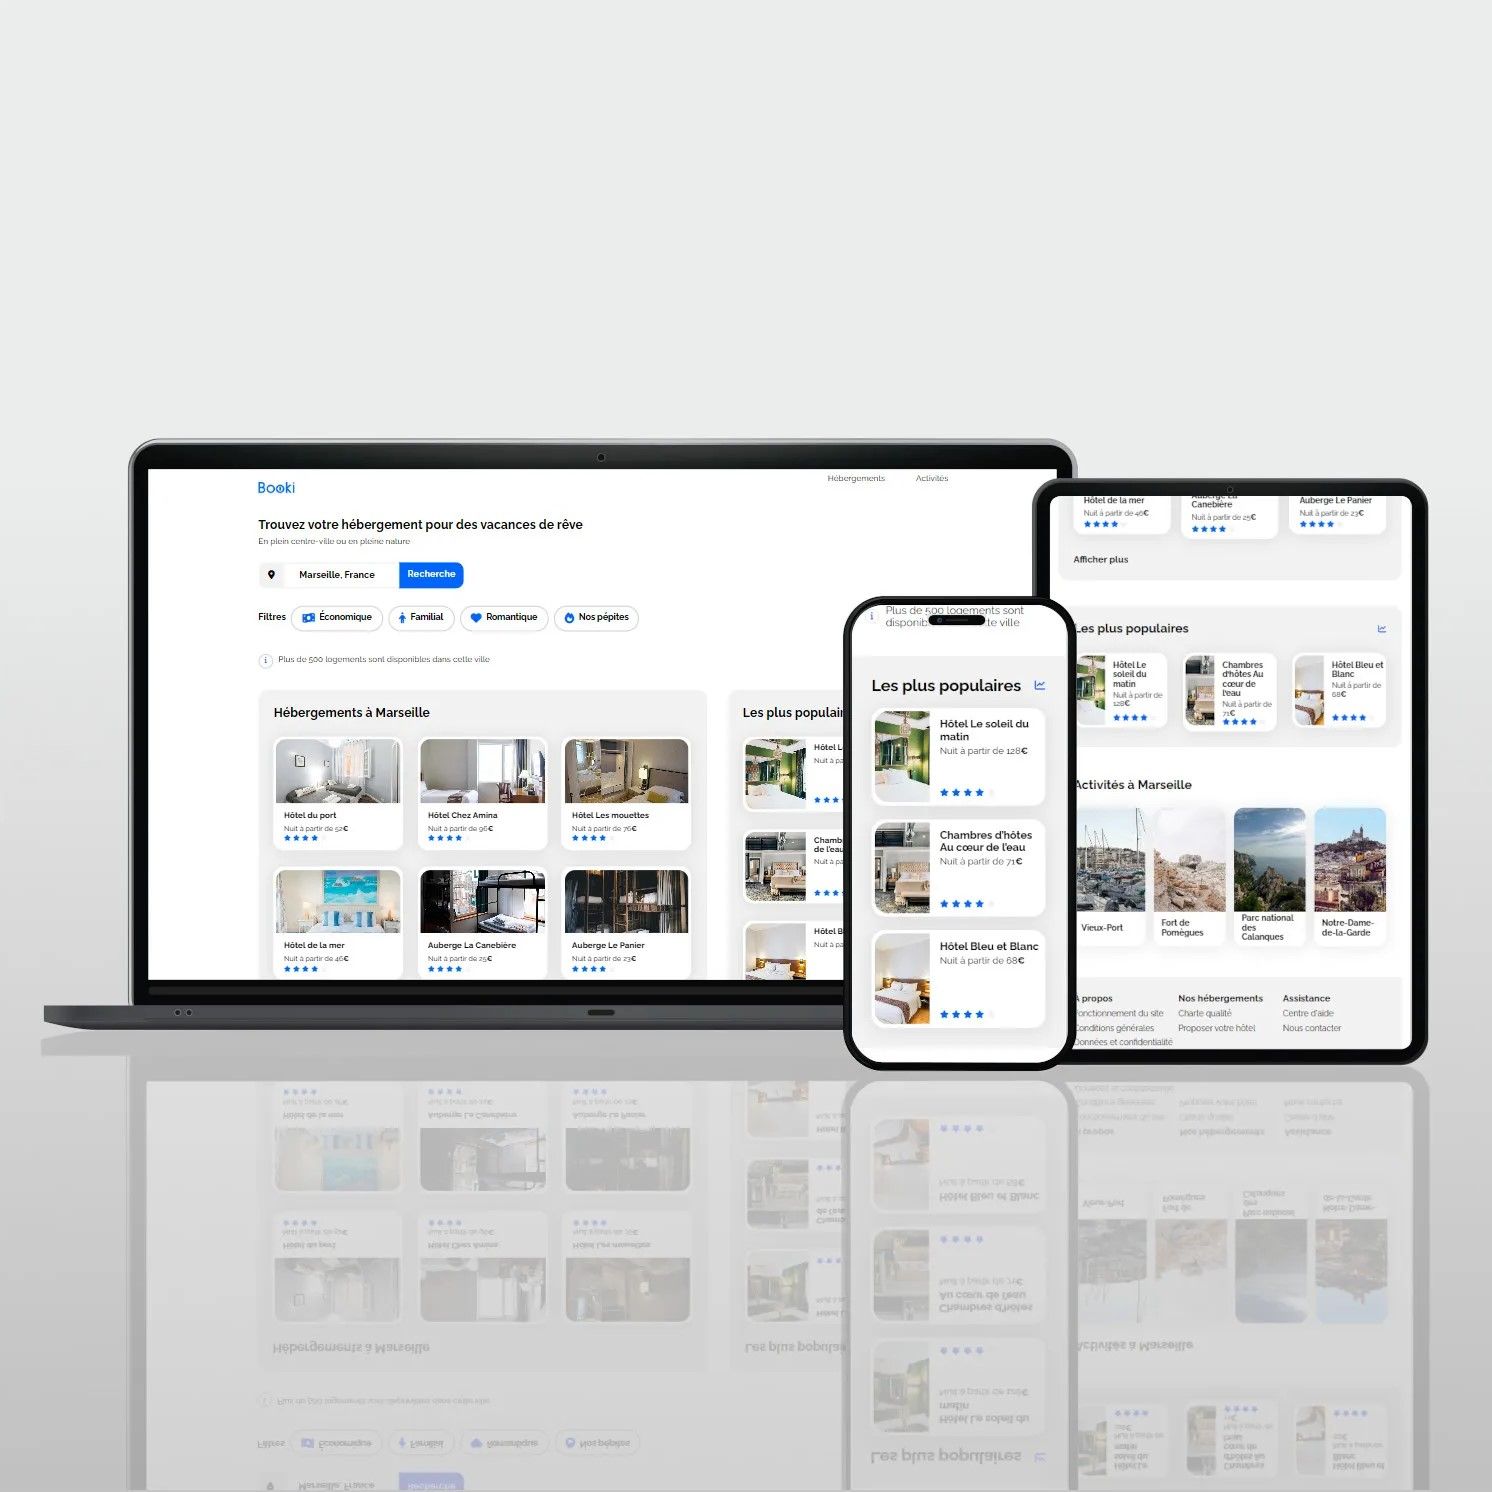 Booki
Hébergements
Activités
Trouvez votre hébergement pour des vacances de rêve
En plein centre-ville ou en pleine nature
Marseille, France
Recherche
Filtres
Économique
Familial
Romantique
Nos pépites
Plus de 500 logements sont disponibles dans cette ville
Hébergements à Marseille
Hôtel du port
Nuit à partir de 52€
Hôtel Chez Amina
Nuit à partir de 96€
Hôtel Les mouettes
Nuit à partir de 76€
Hôtel de la mer
Nuit à partir de 46€
Auberge La Canebière
Nuit à partir de 25€
Auberge Le Panier
Nuit à partir de 23€
Les plus populair
Hôtel L
Nuit à pa
Chamb
de l'eau
Nuit à pa
Hôtel B
Nuit à pa
Plus de 500 logements sont
disponib te ville
Les plus populaires
Hôtel Le soleil du
matin
Nuit à partir de 128€
Chambres d'hôtes
Au cœur de l'eau
Nuit à partir de 71€
Hôtel Bleu et Blanc
Nuit à partir de 68€
Hôtel de la mer
Nuit à partir de 46€
Auberge La
Canebière
Nuit à partir de 25€
Auberge Le Panier
Nuit à partir de 23€
Afficher plus
Les plus populaires
Hôtel Le
soleil du
matin
Nuit à partir de
128€
Chambres
d'hôtes Au
cœur de
l'eau
Nuit à partir de
71€
Hôtel Bleu et
Blanc
Nuit à partir de
68€
Activités à Marseille
Vieux-Port
Fort de
Pomègues
Parc national
des
Calanques
Notre-Dame-
de-la-Garde
À propos
Fonctionnement du site
Conditions générales
Données et confidentialité
Nos hébergements
Charte qualité
Proposer votre hôtel
Assistance
Centre d'aide
Nous contacter